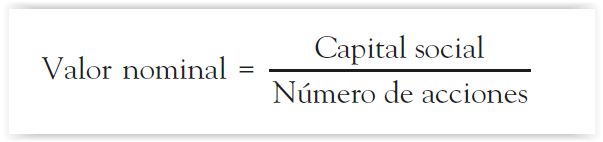 Valor nominal = Capital social
Número de acciones